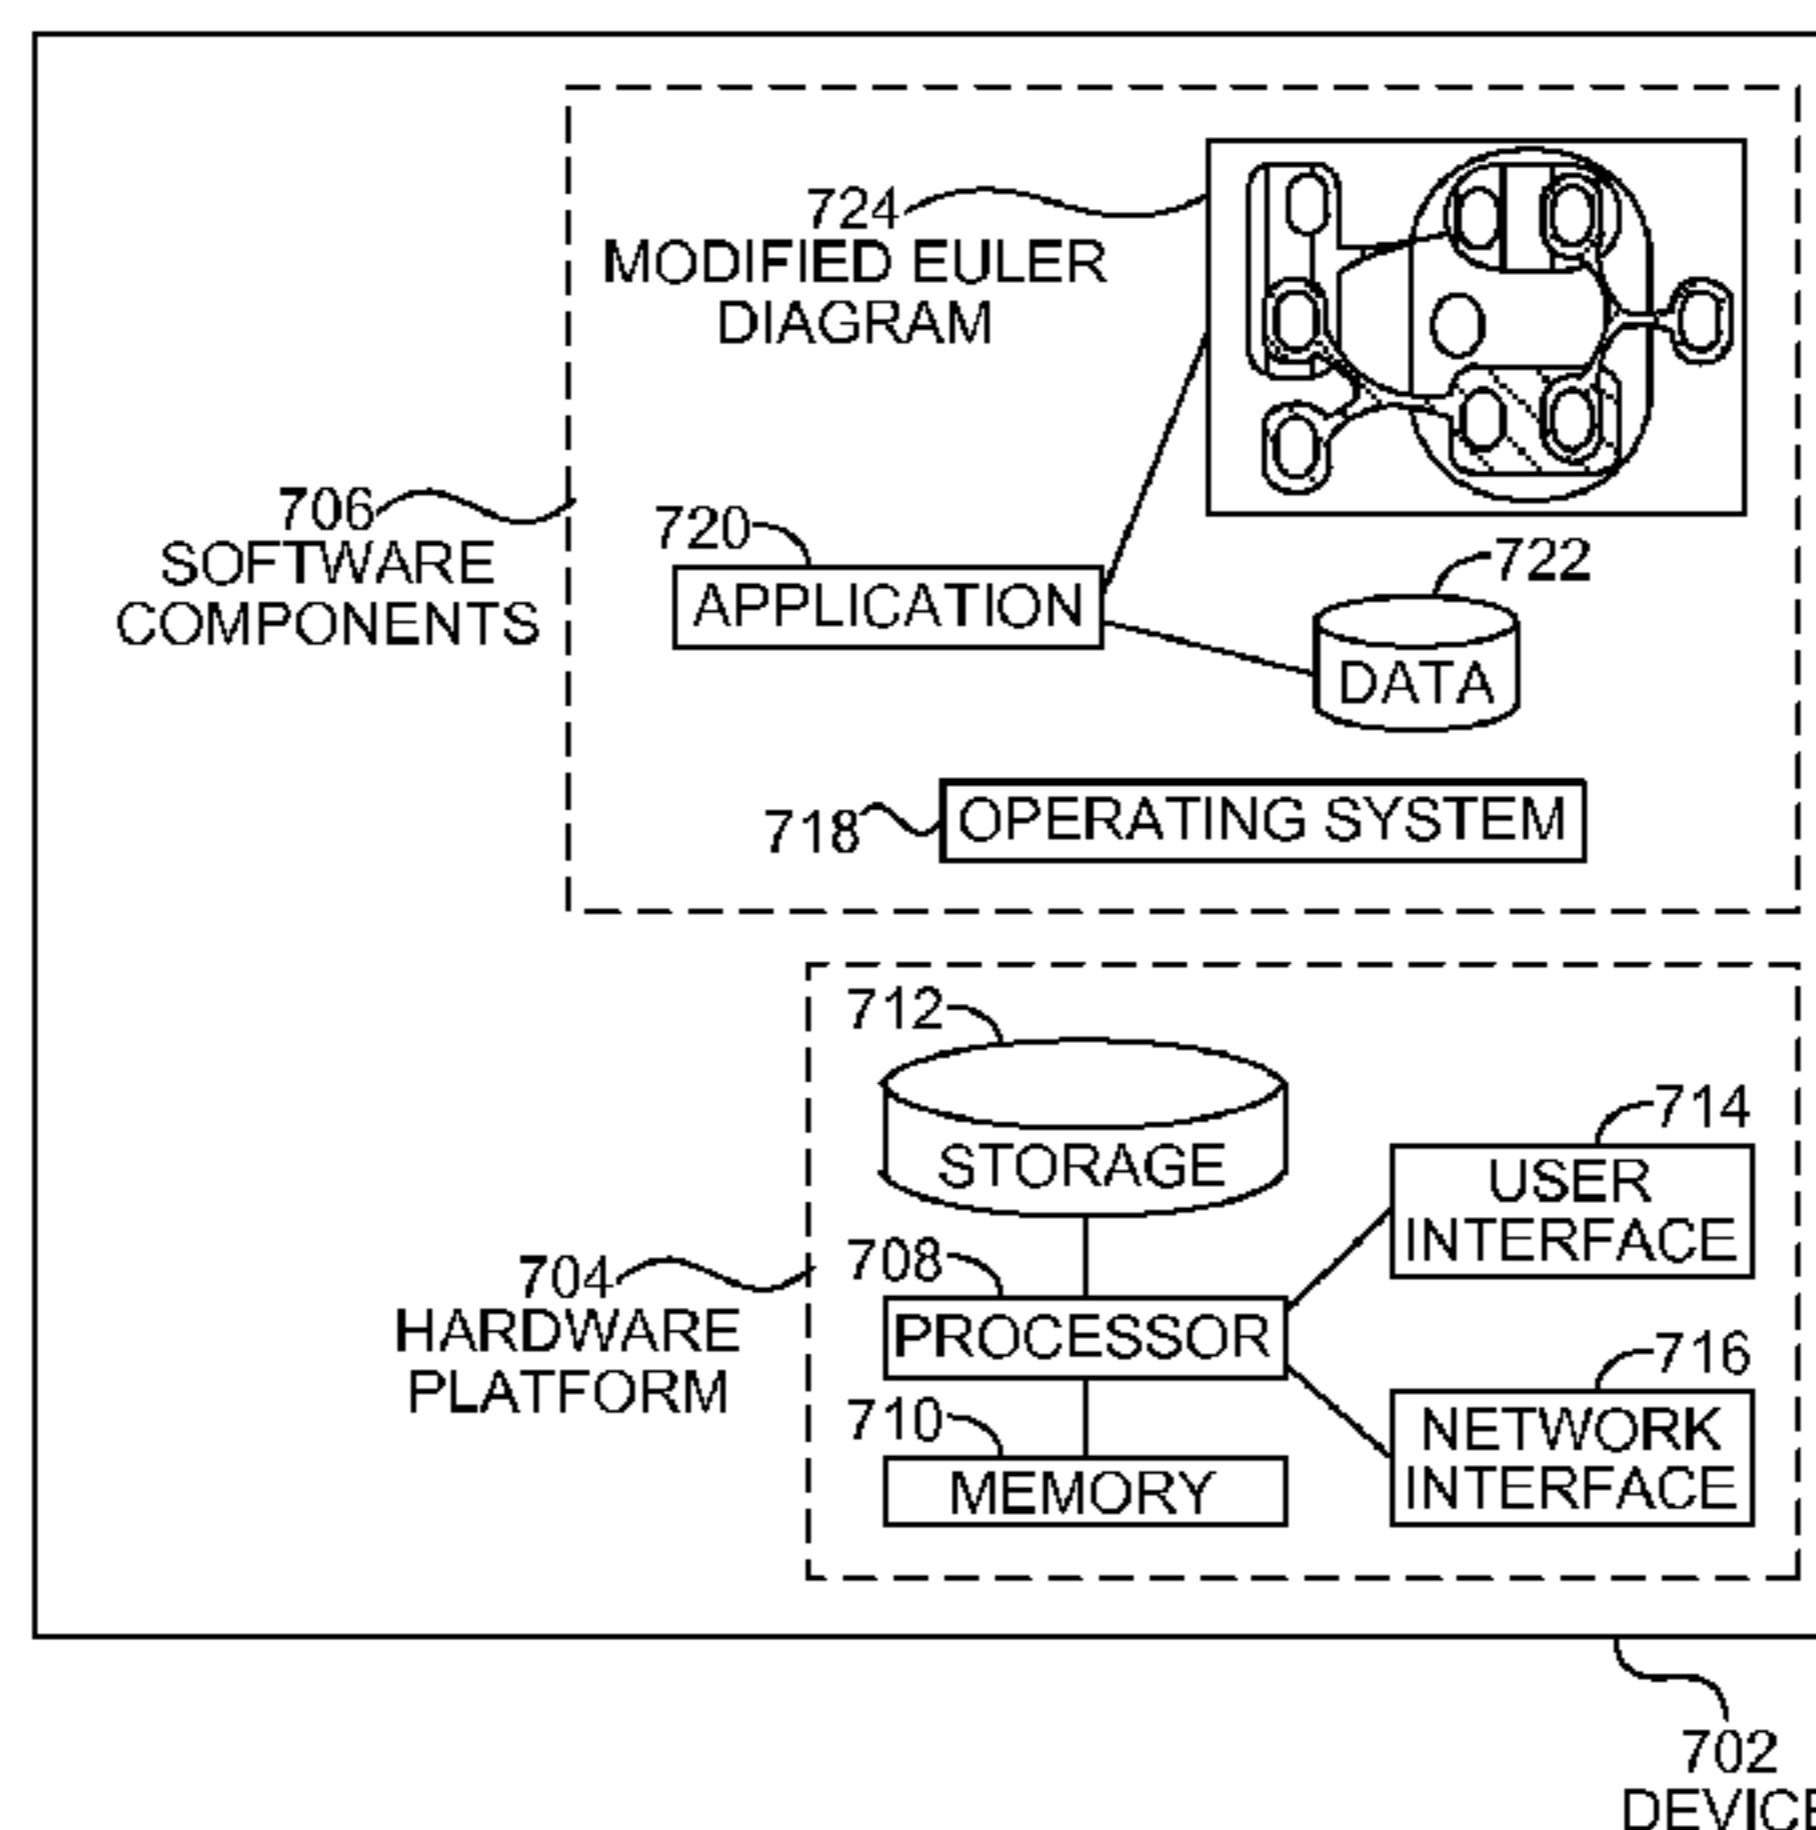 724
MODIFIED EULER
DIAGRAM
706
SOFTWARE
COMPONENTS
720
APPLICATION
722
DATA
718
OPERATING SYSTEM
712
STORAGE
714
USER
INTERFACE
704
HARDWARE
PLATFORM
708
PROCESSOR
716
NETWORK
INTERFACE
710
MEMORY
702
DEVICE